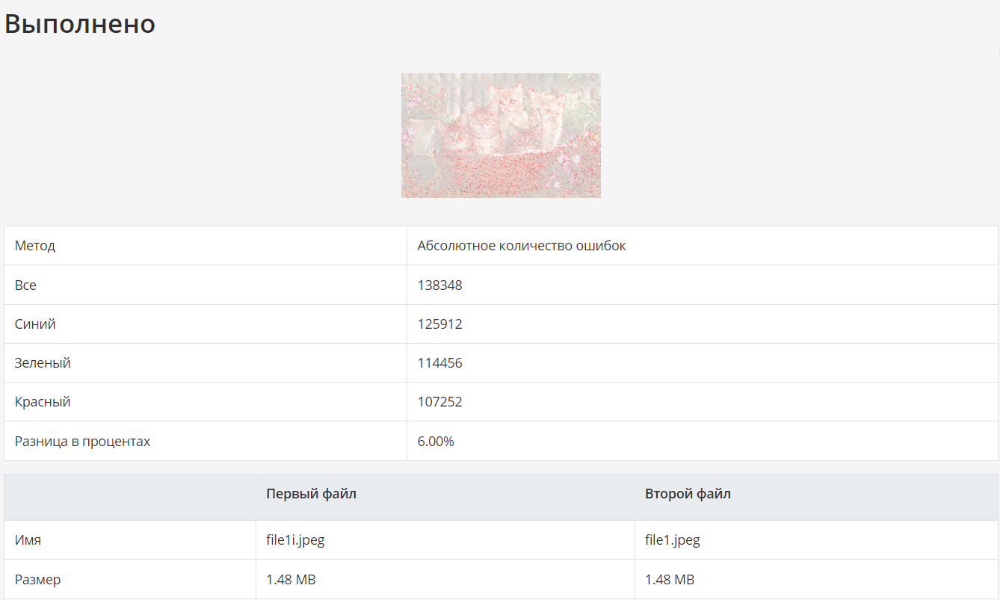 Выполнено
Метод Абсолютное количество ошибок
Все 138348
Синий 125912
Зеленый 114456
Красный 107252
Разница в процентах 6.00%
Первый файл Второй файл
Имя file1i.jpeg file1.jpeg
Размер 1.48 MB 1.48 MB